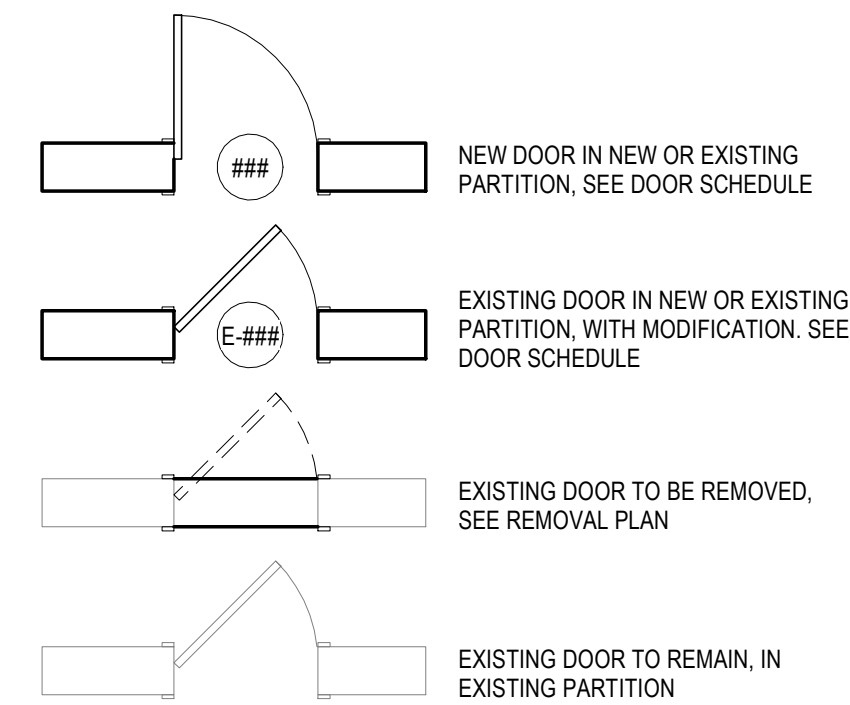 ###
NEW DOOR IN NEW OR EXISTING
PARTITION, SEE DOOR SCHEDULE
E-###
EXISTING DOOR IN NEW OR EXISTING
PARTITION, WITH MODIFICATION. SEE
DOOR SCHEDULE
EXISTING DOOR TO BE REMOVED,
SEE REMOVAL PLAN
EXISTING DOOR TO REMAIN, IN
EXISTING PARTITION